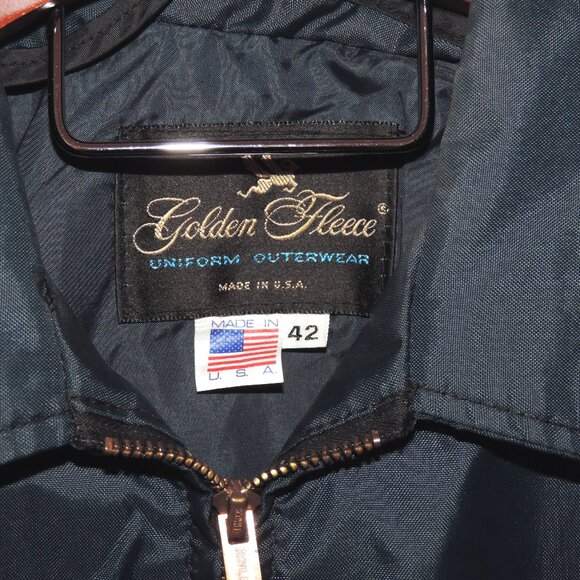 Golden Fleece®
UNIFORM OUTERWEAR
MADE IN U.S.A.
MADE IN
U. S. A.
42